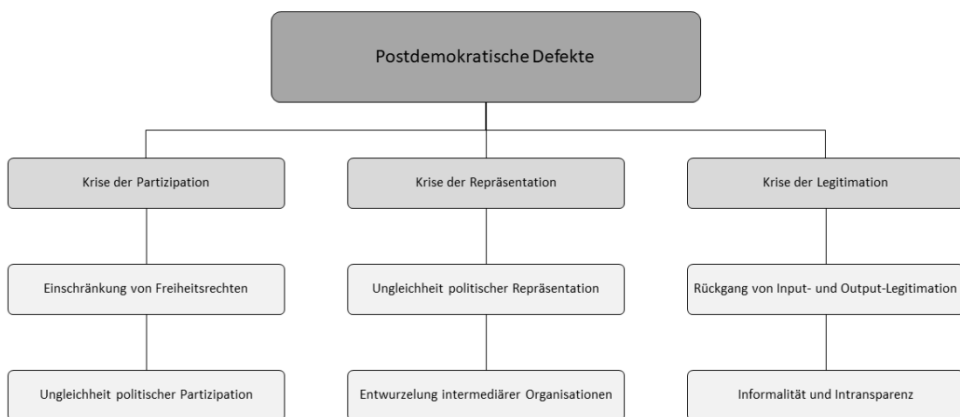 Postdemokratische Defekte
Krise der Partizipation
Krise der Repräsentation
Krise der Legitimation
Einschränkung von Freiheitsrechten
Ungleichheit politischer Repräsentation
Rückgang von Input- und Output-Legitimation
Ungleichheit politischer Partizipation
Entwurzelung intermediärer Organisationen
Informalität und Intransparenz